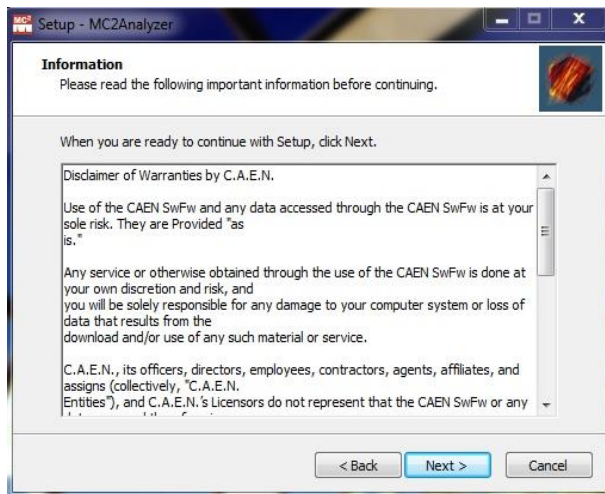 MC²
Setup - MC2Analyzer
Information
Please read the following important information before continuing.
When you are ready to continue with Setup, click Next.
Disclaimer of Warranties by C.A.E.N.
Use of the CAEN SwFw and any data accessed through the CAEN SwFw is at your
sole risk. They are Provided "as
is."
Any service or otherwise obtained through the use of the CAEN SwFw is done at
your own discretion and risk, and
you will be solely responsible for any damage to your computer system or loss of
data that results from the
download and/or use of any such material or service.
C.A.E.N., its officers, directors, employees, contractors, agents, affiliates, and
assigns (collectively, "C.A.E.N.
Entities"), and C.A.E.N.'s Licensors do not represent that the CAEN SwFw or any
< Back
Next >
Cancel